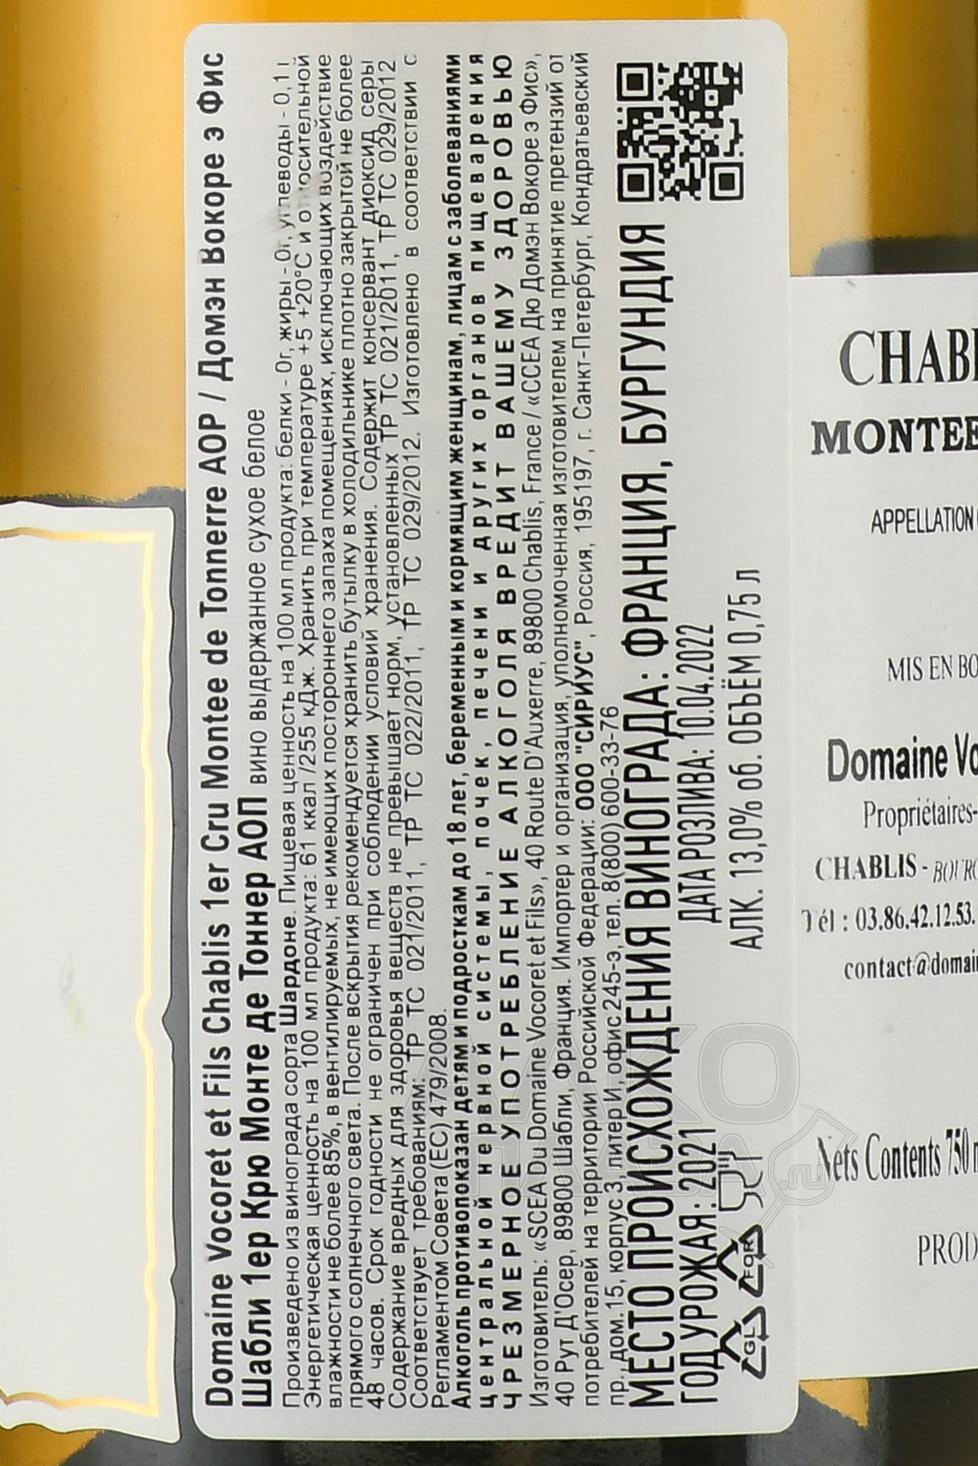 Domaine Vocoret et Fils Chablis 1er Cru Montee de Tonnerre AOP / Домэн Вокоре э Фис
Шабли 1ер Крю Монте де Тоннер АОП вино выдержанное сухое белое
Произведено из винограда сорта Шардоне. Пищевая ценность на 100 мл продукта: белки - 0г, жиры - 0г, углеводы - 0,1 г
Энергетическая ценность на 100 мл продукта: 61 ккал /255 кДж. Хранить при температуре +5 +20°С и относительной
влажности не более 85%, в вентилируемых, не имеющих постороннего запаха помещениях, исключающих воздействие
прямого солнечного света. После вскрытия рекомендуется хранить бутылку в холодильнике плотно закрытой не более
48 часов. Срок годности не ограничен при соблюдении условий хранения. Содержит консервант диоксид серы
Содержание вредных для здоровья веществ не превышает норм, установленных ТР ТС 021/2011, ТР ТС 029/2012
Соответствует требованиям: ТР ТС 021/2011, ТР ТС 022/2011, ТР ТС 029/2012. Изготовлено в соответствии с
Регламентом Совета (ЕС) 479/2008.
Алкоголь противопоказан детям и подросткам до 18 лет, беременным и кормящим женщинам, лицам с заболеваниями
центральной нервной системы, почек, печени и других органов пищеварения
ЧРЕЗМЕРНОЕ УПОТРЕБЛЕНИЕ АЛКОГОЛЯ ВРЕДИТ ВАШЕМУ ЗДОРОВЬЮ
Изготовитель: «SCEA Du Domaine Vocoret et Fils», 40 Route D'Auxerre, 89800 Chablis, France / «ССЕА Дю Домэн Вокоре э Фис»,
40 Рут Д'Осер, 89800 Шабли, Франция. Импортер и организация, уполномоченная изготовителем на принятие претензий от
потребителей на территории Российской Федерации: ООО "СИРИУС", Россия, 195197, г. Санкт-Петербург, Кондратьевский
пр., дом 15, корпус 3, литер И, офис 245-э, тел. 8(800) 600-33-76
МЕСТО ПРОИСХОЖДЕНИЯ ВИНОГРАДА: ФРАНЦИЯ, БУРГУНДИЯ
ГОД УРОЖАЯ: 2021 ДАТА РОЗЛИВА: 10.04.2022
АЛК. 13,0% об. ОБЪЁМ 0,75 л
GL FOR
CHABL
MONTEE
APPELLATION
MIS EN BO
Domaine Vo
Propriétaires-
CHABLIS - BOURG
Tél : 03.86.42.12.53.
contact@domain
Nets Contents 750 m
PROD